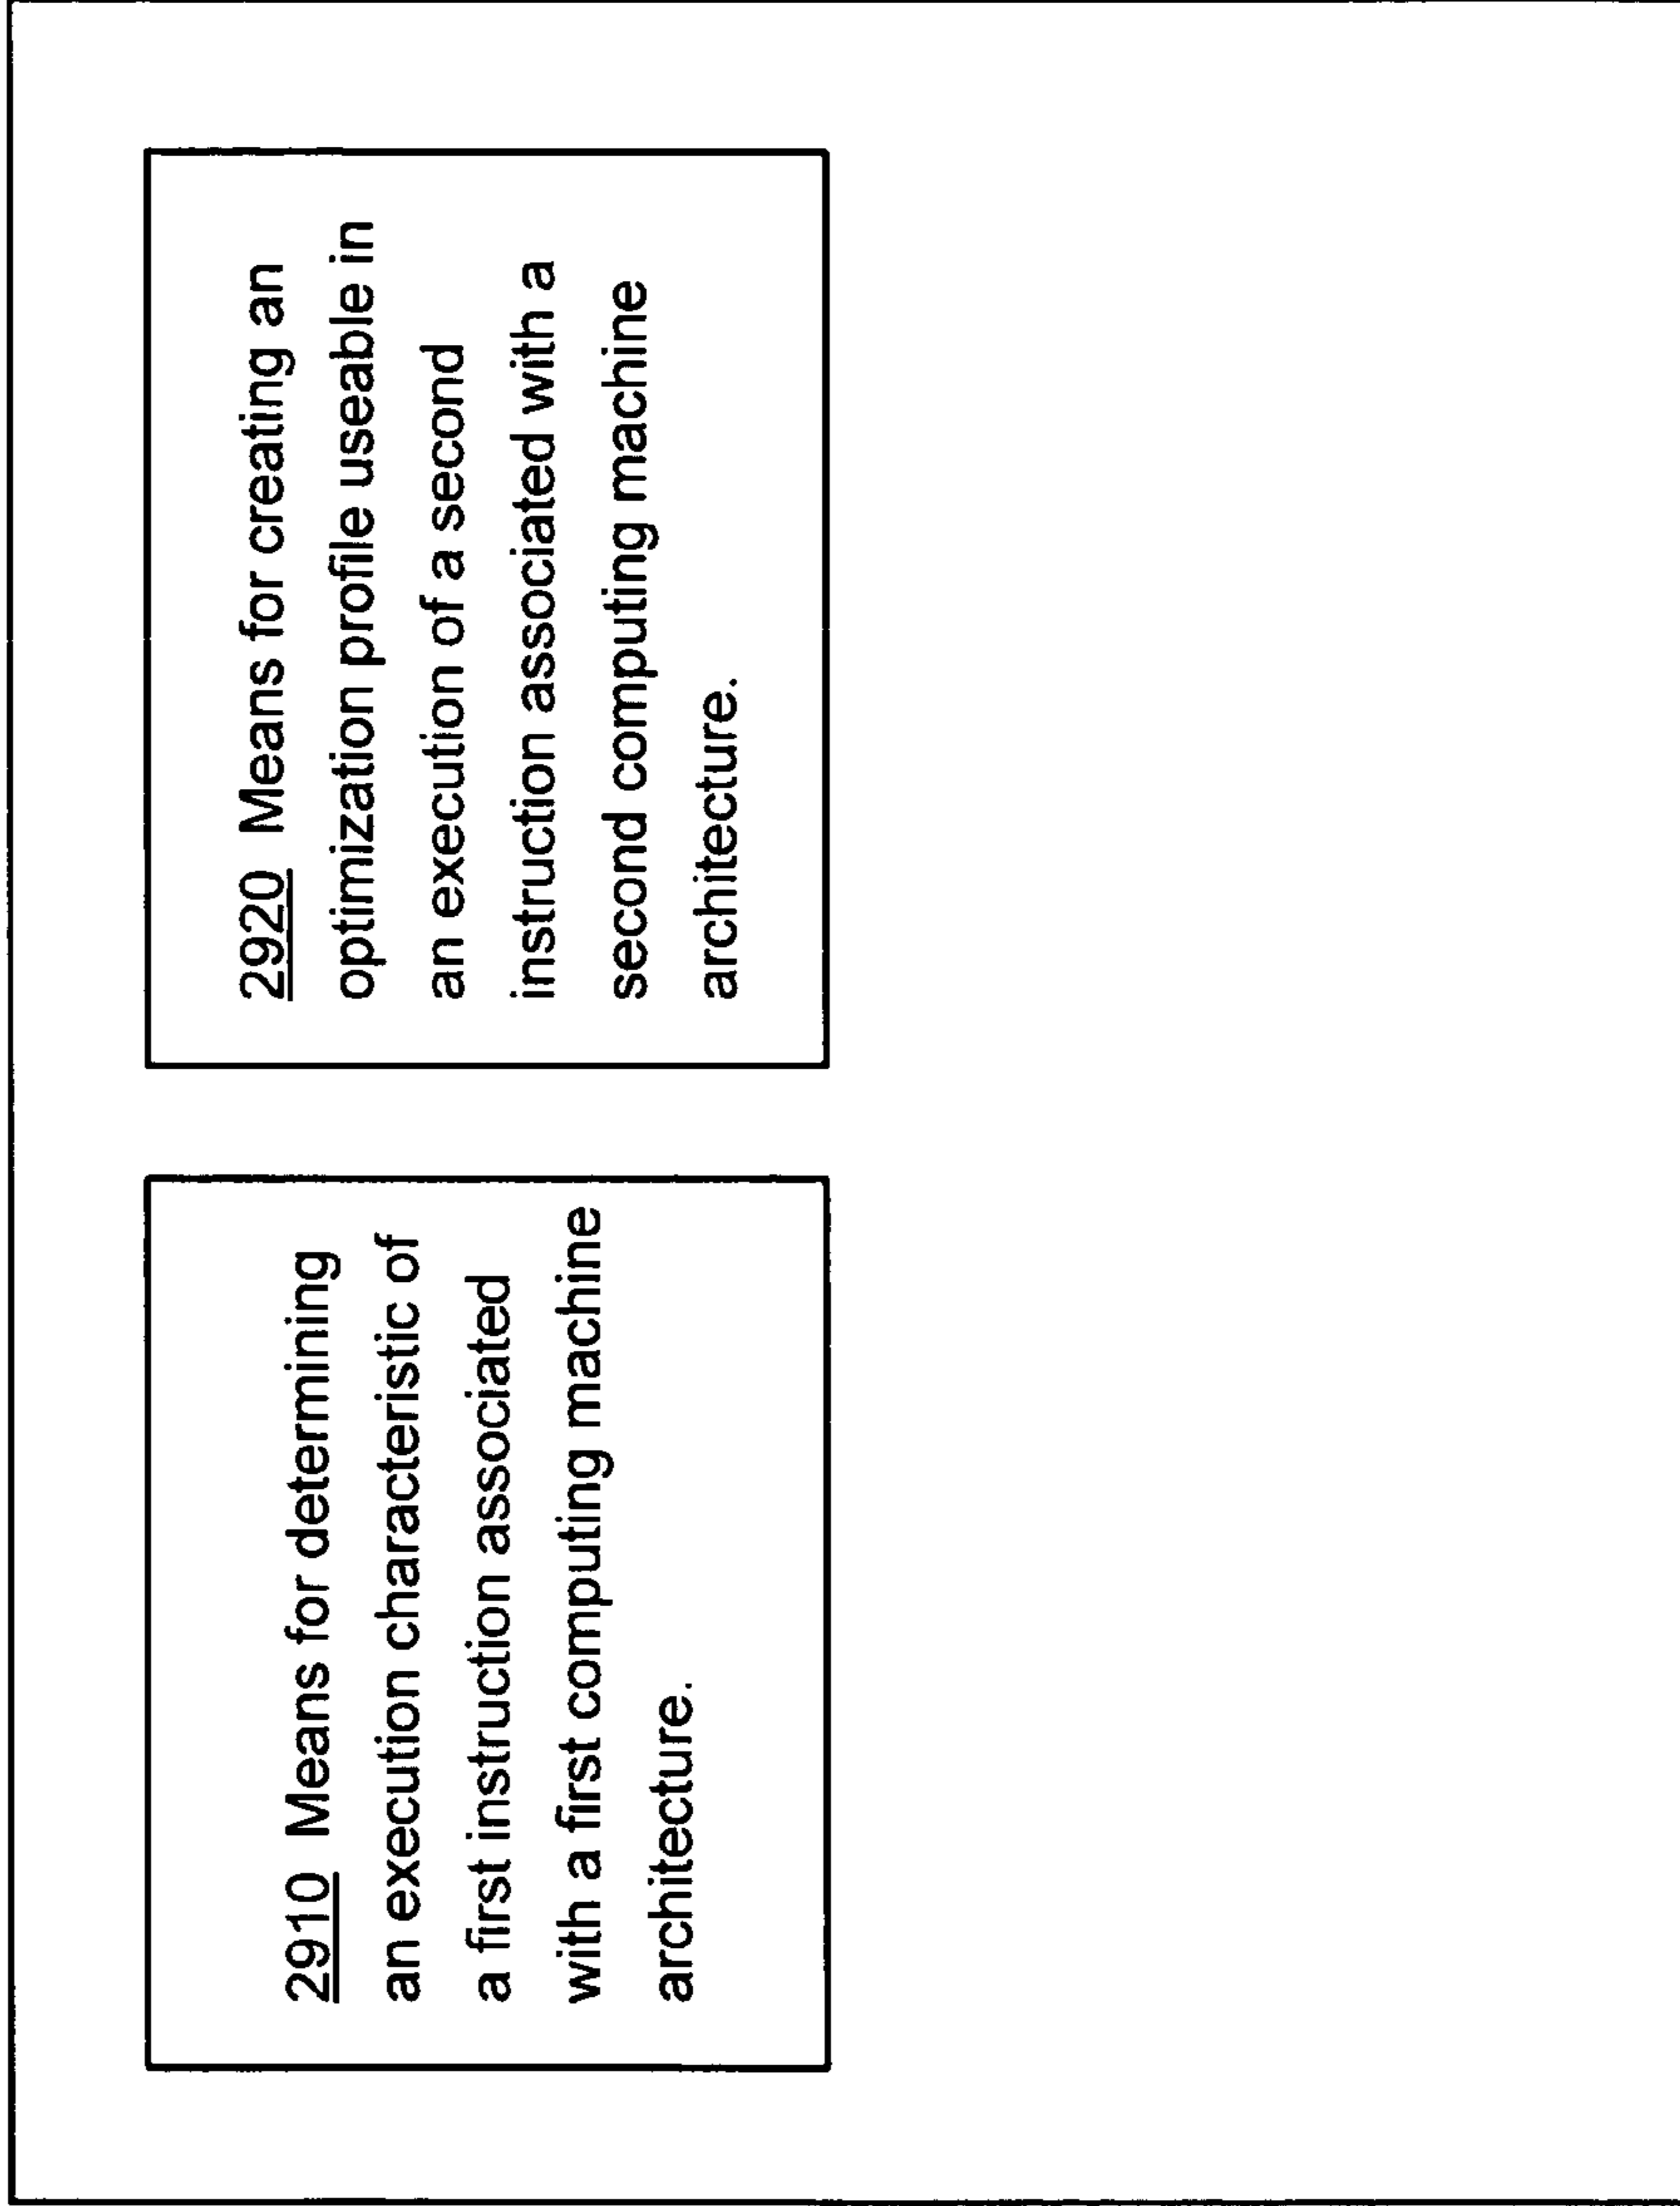 2910 Means for determining
an execution characteristic of
a first instruction associated
with a first computing machine
architecture.
2920 Means for creating an
optimization profile useable in
an execution of a second
instruction associated with a
second computing machine
architecture.